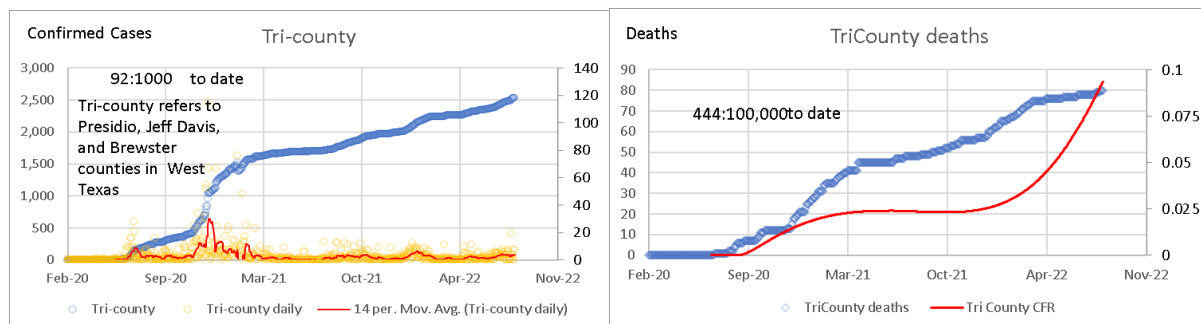 Confirmed Cases
Tri-county
92:1000 to date
Tri-county refers to
Presidio, Jeff Davis,
and Brewster
counties in West
Texas
3,000
2,500
2,000
1,500
1,000
500
0
140
120
100
80
60
40
20
0
Feb-20 Sep-20 Mar-21 Oct-21 Apr-22 Nov-22
Tri-county Tri-county daily 14 per. Mov. Avg. (Tri-county daily)
Deaths
TriCounty deaths
444:100,000to date
90
80
70
60
50
40
30
20
10
0
0.1
0.075
0.05
0.025
0
Feb-20 Sep-20 Mar-21 Oct-21 Apr-22 Nov-22
TriCounty deaths Tri County CFR